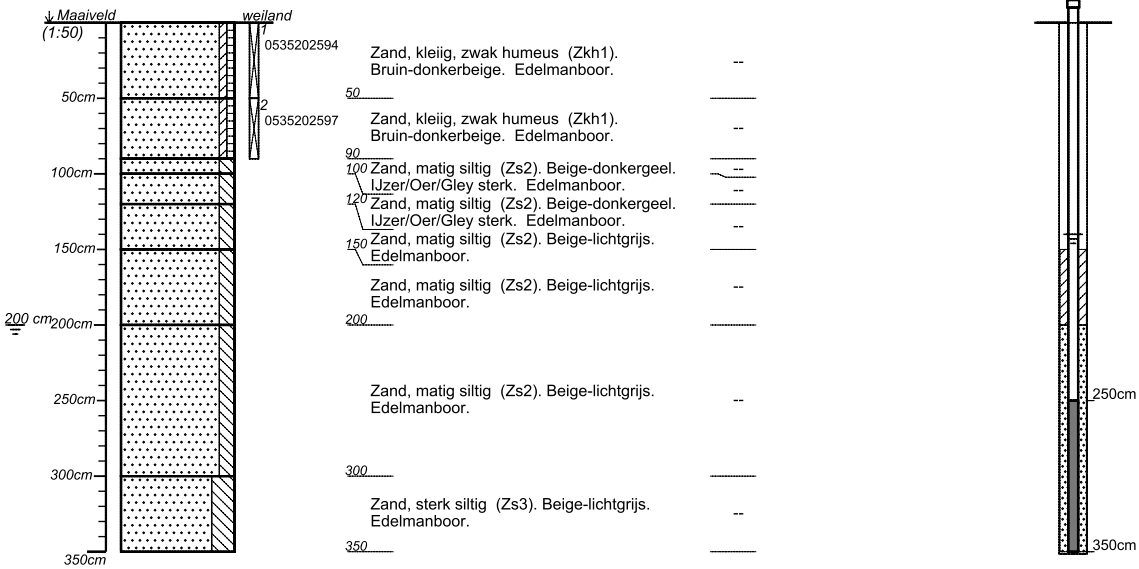 Maaiveld
weiland
(1:50)
1
0535202594
Zand, kleiig, zwak humeus (Zkh1).
Bruin-donkerbeige. Edelmanboor.
--
50cm
50
2
0535202597
Zand, kleiig, zwak humeus (Zkh1).
Bruin-donkerbeige. Edelmanboor.
--
90
100cm
100
Zand, matig siltig (Zs2). Beige-donkergeel.
IJzer/Oer/Gley sterk. Edelmanboor.
--
--
120
Zand, matig siltig (Zs2). Beige-donkergeel.
IJzer/Oer/Gley sterk. Edelmanboor.
--
150cm
150
Zand, matig siltig (Zs2). Beige-lichtgrijs.
Edelmanboor.
Zand, matig siltig (Zs2). Beige-lichtgrijs.
Edelmanboor.
--
200 cm
200cm
200
Zand, matig siltig (Zs2). Beige-lichtgrijs.
Edelmanboor.
--
250cm
250cm
300cm
300
Zand, sterk siltig (Zs3). Beige-lichtgrijs.
Edelmanboor.
--
350cm
350
350cm